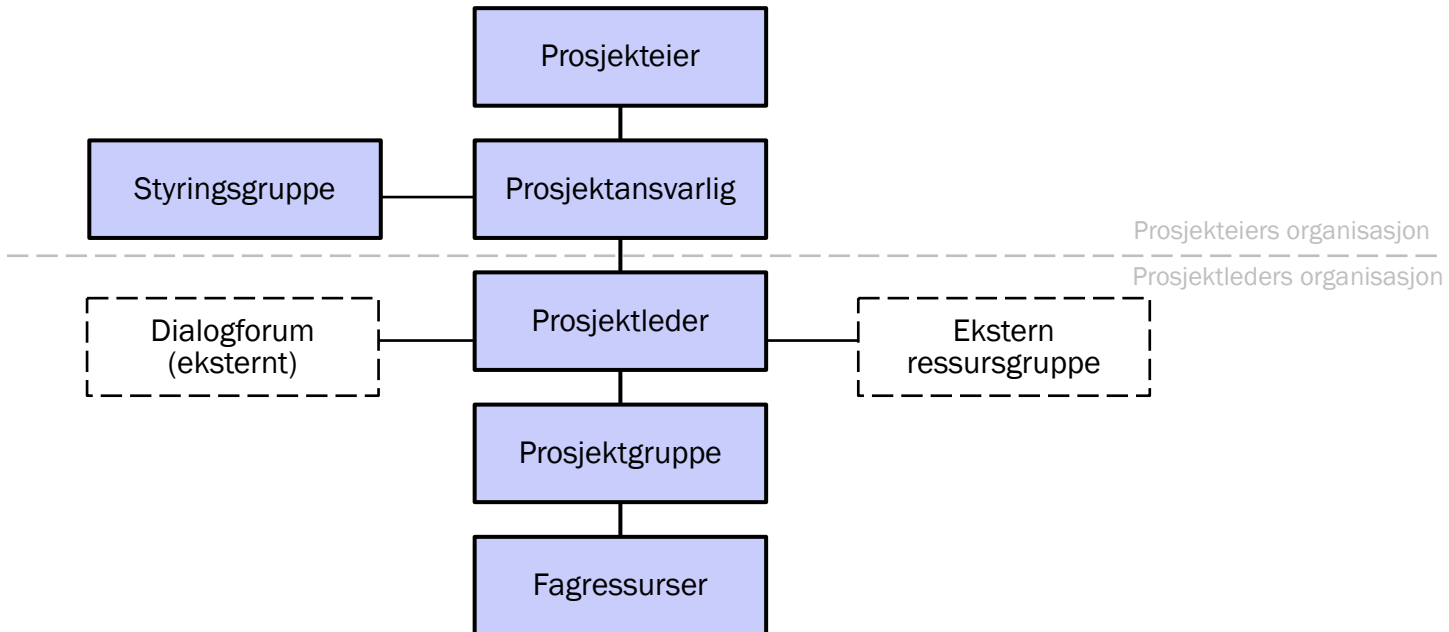 Prosjekteier
Styringsgruppe
Prosjektansvarlig
Prosjekteiers organisasjon
Prosjektleders organisasjon
Dialogforum
(eksternt)
Prosjektleder
Ekstern
ressursgruppe
Prosjektgruppe
Fagressurser